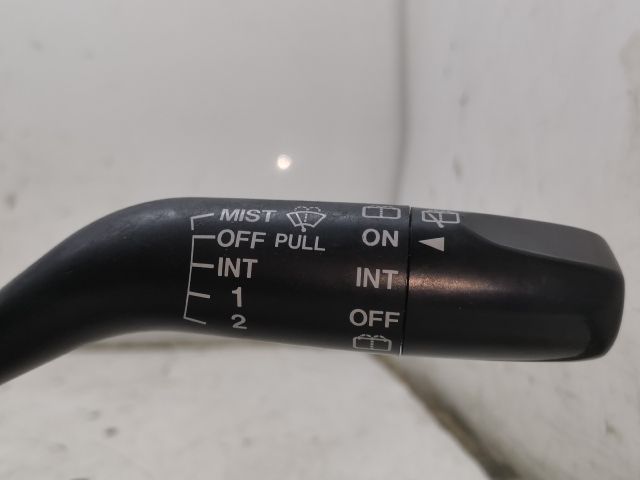 MIST
OFF PULL ON
INT INT
1
2 OFF